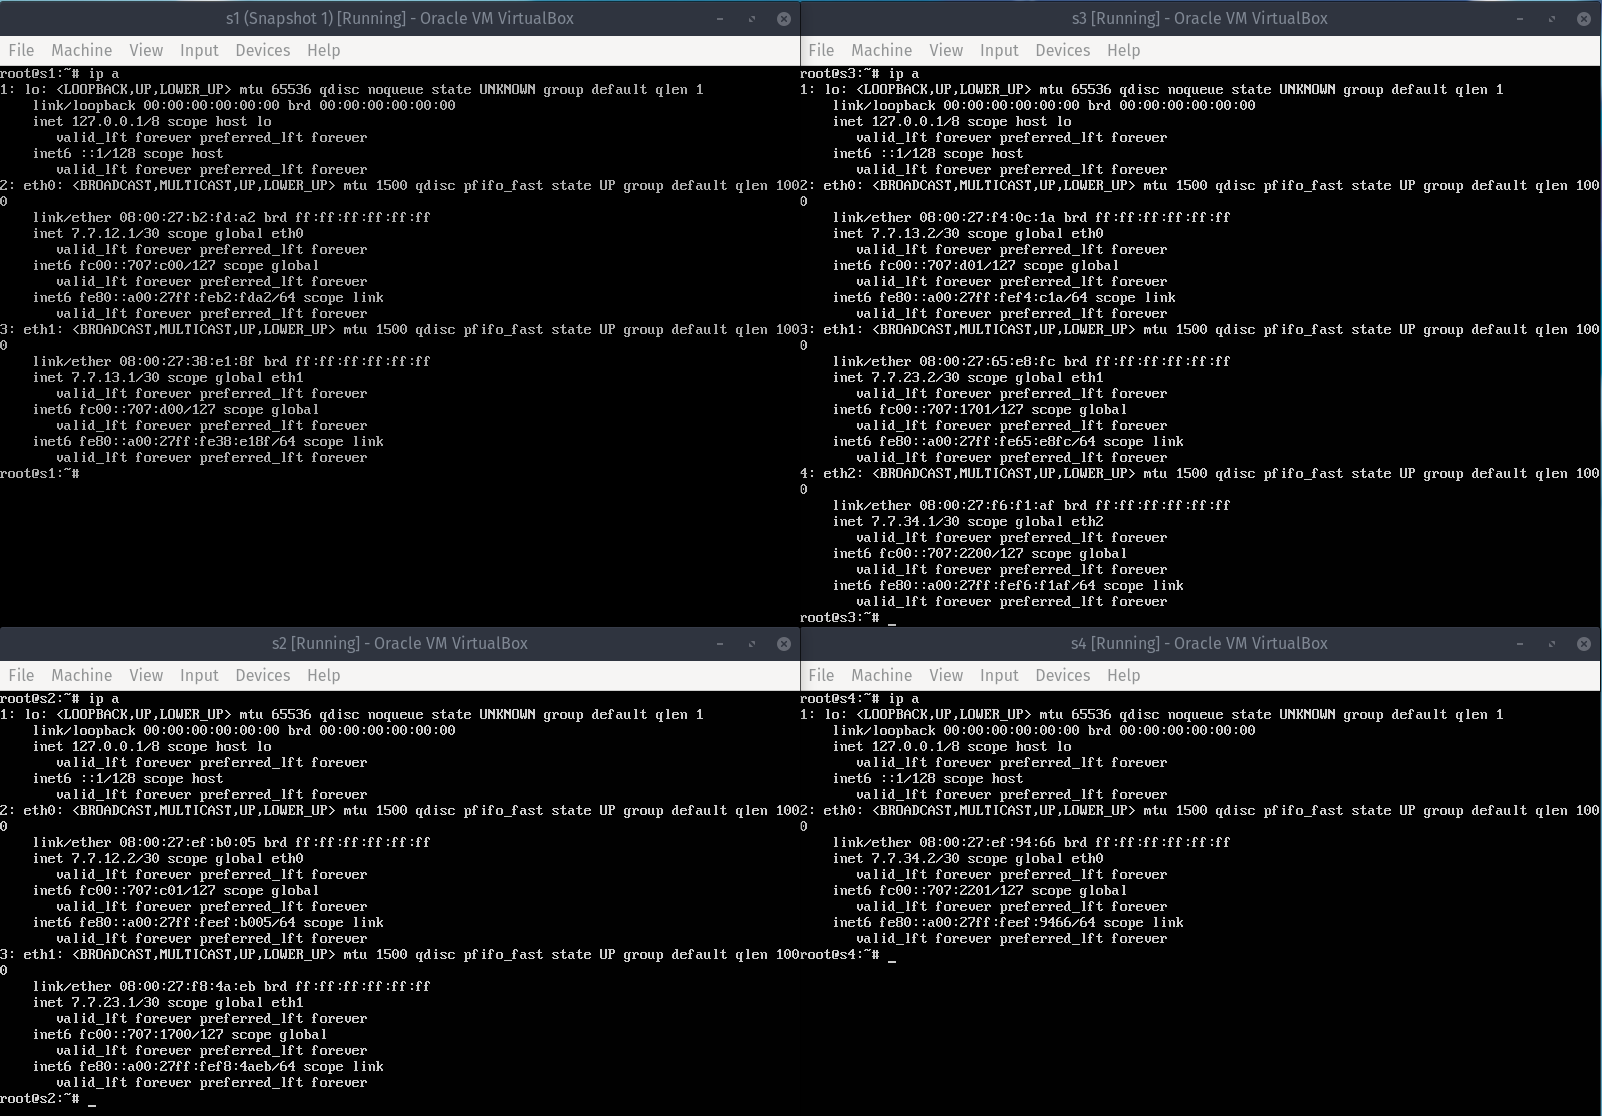 s1 (Snapshot 1) [Running] - Oracle VM VirtualBox
File Machine View Input Devices Help
root@s1:~# ip a
1: lo: <LOOPBACK,UP,LOWER_UP> mtu 65536 qdisc noqueue state UNKNOWN group default qlen 1
link/loopback 00:00:00:00:00:00 brd 00:00:00:00:00:00
inet 127.0.0.1/8 scope host lo
valid_lft forever preferred_lft forever
inet6 ::1/128 scope host
valid_lft forever preferred_lft forever
2: eth0: <BROADCAST,MULTICAST,UP,LOWER_UP> mtu 1500 qdisc pfifo_fast state UP group default qlen 100
0
link/ether 08:00:27:b2:fd:a2 brd ff:ff:ff:ff:ff:ff
inet 7.7.12.1/30 scope global eth0
valid_lft forever preferred_lft forever
inet6 fc00::707:c00/127 scope global
valid_lft forever preferred_lft forever
inet6 fe80::a00:27ff:feb2:fda2/64 scope link
valid_lft forever preferred_lft forever
3: eth1: <BROADCAST,MULTICAST,UP,LOWER_UP> mtu 1500 qdisc pfifo_fast state UP group default qlen 100
0
link/ether 08:00:27:38:e1:8f brd ff:ff:ff:ff:ff:ff
inet 7.7.13.1/30 scope global eth1
valid_lft forever preferred_lft forever
inet6 fc00::707:d00/127 scope global
valid_lft forever preferred_lft forever
inet6 fe80::a00:27ff:fe38:e18f/64 scope link
valid_lft forever preferred_lft forever
root@s1:~#
s3 [Running] - Oracle VM VirtualBox
File Machine View Input Devices Help
root@s3:~# ip a
1: lo: <LOOPBACK,UP,LOWER_UP> mtu 65536 qdisc noqueue state UNKNOWN group default qlen 1
link/loopback 00:00:00:00:00:00 brd 00:00:00:00:00:00
inet 127.0.0.1/8 scope host lo
valid_lft forever preferred_lft forever
inet6 ::1/128 scope host
valid_lft forever preferred_lft forever
2: eth0: <BROADCAST,MULTICAST,UP,LOWER_UP> mtu 1500 qdisc pfifo_fast state UP group default qlen 100
0
link/ether 08:00:27:f4:0c:1a brd ff:ff:ff:ff:ff:ff
inet 7.7.13.2/30 scope global eth0
valid_lft forever preferred_lft forever
inet6 fc00::707:d01/127 scope global
valid_lft forever preferred_lft forever
inet6 fe80::a00:27ff:fef4:c1a/64 scope link
valid_lft forever preferred_lft forever
3: eth1: <BROADCAST,MULTICAST,UP,LOWER_UP> mtu 1500 qdisc pfifo_fast state UP group default qlen 100
0
link/ether 08:00:27:65:e8:fc brd ff:ff:ff:ff:ff:ff
inet 7.7.23.2/30 scope global eth1
valid_lft forever preferred_lft forever
inet6 fc00::707:1701/127 scope global
valid_lft forever preferred_lft forever
inet6 fe80::a00:27ff:fe65:e8fc/64 scope link
valid_lft forever preferred_lft forever
4: eth2: <BROADCAST,MULTICAST,UP,LOWER_UP> mtu 1500 qdisc pfifo_fast state UP group default qlen 100
0
link/ether 08:00:27:f6:f1:af brd ff:ff:ff:ff:ff:ff
inet 7.7.34.1/30 scope global eth2
valid_lft forever preferred_lft forever
inet6 fc00::707:2200/127 scope global
valid_lft forever preferred_lft forever
inet6 fe80::a00:27ff:fef6:f1af/64 scope link
valid_lft forever preferred_lft forever
root@s3:~# _
s2 [Running] - Oracle VM VirtualBox
File Machine View Input Devices Help
root@s2:~# ip a
1: lo: <LOOPBACK,UP,LOWER_UP> mtu 65536 qdisc noqueue state UNKNOWN group default qlen 1
link/loopback 00:00:00:00:00:00 brd 00:00:00:00:00:00
inet 127.0.0.1/8 scope host lo
valid_lft forever preferred_lft forever
inet6 ::1/128 scope host
valid_lft forever preferred_lft forever
2: eth0: <BROADCAST,MULTICAST,UP,LOWER_UP> mtu 1500 qdisc pfifo_fast state UP group default qlen 100
0
link/ether 08:00:27:ef:b0:05 brd ff:ff:ff:ff:ff:ff
inet 7.7.12.2/30 scope global eth0
valid_lft forever preferred_lft forever
inet6 fc00::707:c01/127 scope global
valid_lft forever preferred_lft forever
inet6 fe80::a00:27ff:feef:b005/64 scope link
valid_lft forever preferred_lft forever
3: eth1: <BROADCAST,MULTICAST,UP,LOWER_UP> mtu 1500 qdisc pfifo_fast state UP group default qlen 100
0
link/ether 08:00:27:f8:4a:eb brd ff:ff:ff:ff:ff:ff
inet 7.7.23.1/30 scope global eth1
valid_lft forever preferred_lft forever
inet6 fc00::707:1700/127 scope global
valid_lft forever preferred_lft forever
inet6 fe80::a00:27ff:fef8:4aeb/64 scope link
valid_lft forever preferred_lft forever
root@s2:~# _
s4 [Running] - Oracle VM VirtualBox
File Machine View Input Devices Help
root@s4:~# ip a
1: lo: <LOOPBACK,UP,LOWER_UP> mtu 65536 qdisc noqueue state UNKNOWN group default qlen 1
link/loopback 00:00:00:00:00:00 brd 00:00:00:00:00:00
inet 127.0.0.1/8 scope host lo
valid_lft forever preferred_lft forever
inet6 ::1/128 scope host
valid_lft forever preferred_lft forever
2: eth0: <BROADCAST,MULTICAST,UP,LOWER_UP> mtu 1500 qdisc pfifo_fast state UP group default qlen 100
0
link/ether 08:00:27:ef:94:66 brd ff:ff:ff:ff:ff:ff
inet 7.7.34.2/30 scope global eth0
valid_lft forever preferred_lft forever
inet6 fc00::707:2201/127 scope global
valid_lft forever preferred_lft forever
inet6 fe80::a00:27ff:feef:9466/64 scope link
valid_lft forever preferred_lft forever
root@s4:~# _